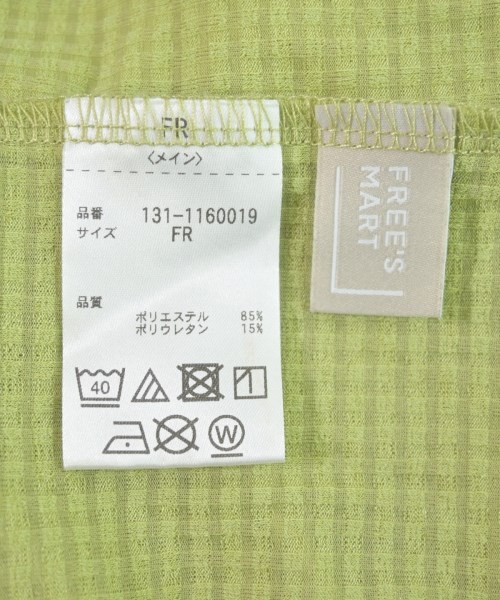 FR
〈メイン〉
品番 131-1160019
サイズ FR
品質
ポリエステル 85%
ポリウレタン 15%
40
1
W
FREE'S
MART